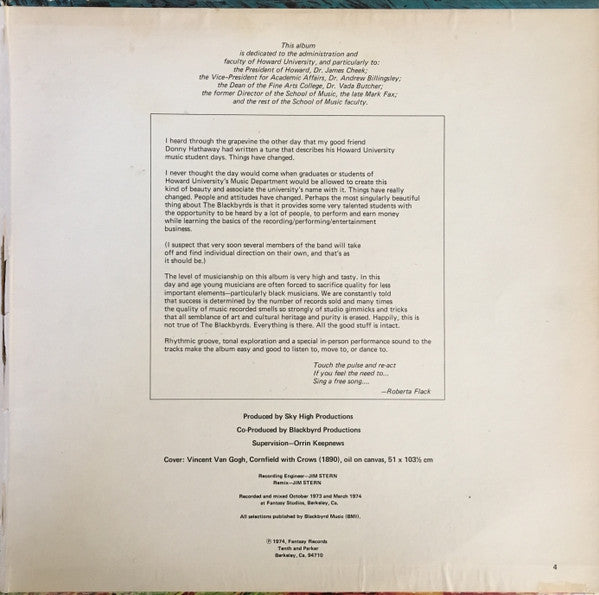 This album
is dedicated to the administration and
faculty of Howard University, and particularly to:
the President of Howard, Dr. James Cheek;
the Vice-President for Academic Affairs, Dr. Andrew Billingsley;
the Dean of the Fine Arts College, Dr. Vada Butcher;
the former Director of the School of Music, the late Mark Fax;
and the rest of the School of Music faculty.
I heard through the grapevine the other day that my good friend
Donny Hathaway had written a tune that describes his Howard University
music student days. Things have changed.
I never thought the day would come when graduates or students of
Howard University's Music Department would be allowed to create this
kind of beauty and associate the university's name with it. Things have really
changed. People and attitudes have changed. Perhaps the most singularly beautiful
thing about The Blackbyrds is that it provides some very talented students with
the opportunity to be heard by a lot of people, to perform and earn money
while learning the basics of the recording/performing/entertainment
business.
(I suspect that very soon several members of the band will take
off and find individual direction on their own, and that's as
it should be.)
The level of musicianship on this album is very high and tasty. In this
day and age young musicians are often forced to sacrifice quality for less
important elements—particularly black musicians. We are constantly told
that success is determined by the number of records sold and many times
the quality of music recorded smells so strongly of studio gimmicks and tricks
that all semblance of art and cultural heritage and purity is erased. Happily, this is
not true of The Blackbyrds. Everything is there. All the good stuff is intact.
Rhythmic groove, tonal exploration and a special in-person performance sound to the
tracks make the album easy and good to listen to, move to, or dance to.
Touch the pulse and re-act
If you feel the need to...
Sing a free song....
—Roberta Flack
Produced by Sky High Productions
Co-Produced by Blackbyrd Productions
Supervision—Orrin Keepnews
Cover: Vincent Van Gogh, Cornfield with Crows (1890), oil on canvas, 51 x 103½ cm
Recording Engineer—JIM STERN
Remix—JIM STERN
Recorded and mixed October 1973 and March 1974
at Fantasy Studios, Berkeley, Ca.
All selections published by Blackbyrd Music (BMI).
℗ 1974, Fantasy Records
Tenth and Parker
Berkeley, Ca. 94710
4